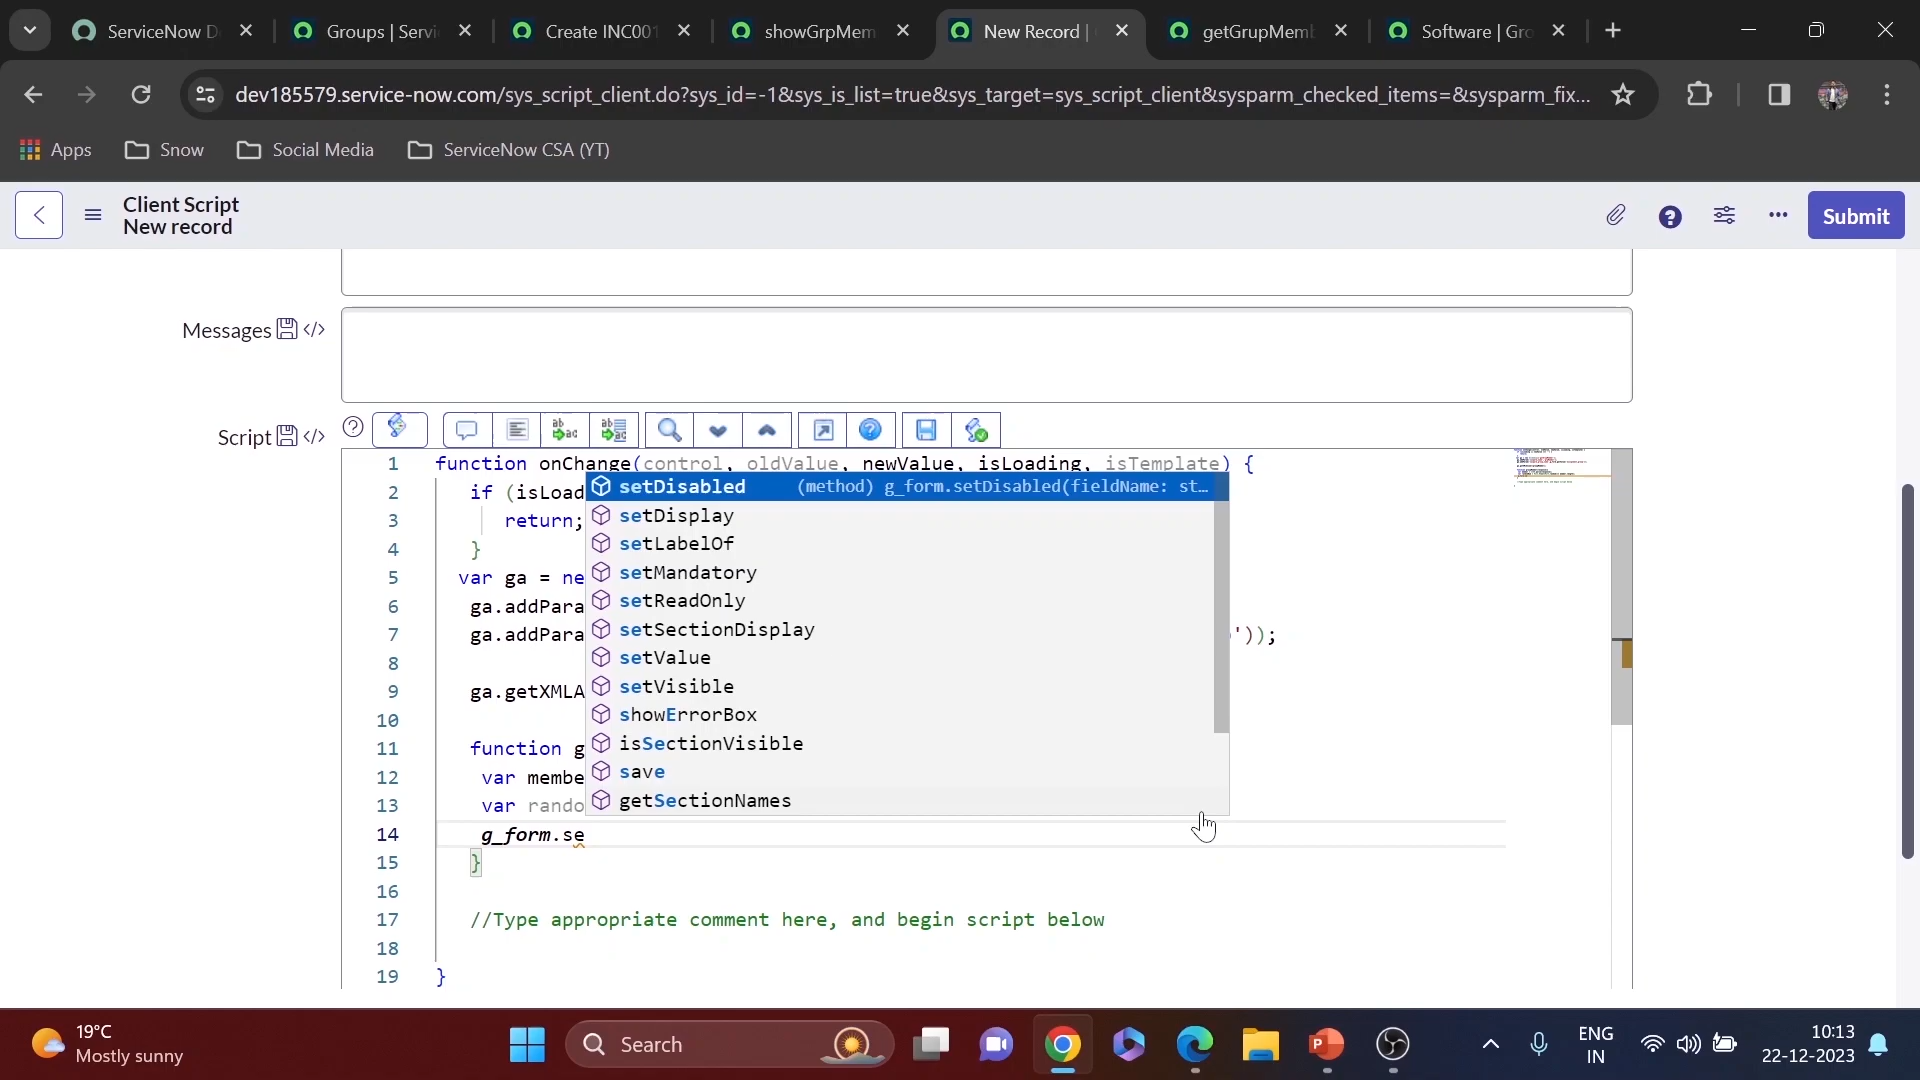 ServiceNow D
Groups | Servi
Create INC001
showGrpMem
New Record |
getGrupMemb
Software | Gro
dev185579.service-now.com/sys_script_client.do?sys_id=-1&sys_is_list=true&sys_target=sys_script_client&sysparm_checked_items=&sysparm_fix...
Apps
Snow
Social Media
ServiceNow CSA (YT)
Client Script
New record
Submit
Messages
Script
1 function onChange(control, oldValue, newValue, isLoading, isTemplate) {
2 if (isLoad
3 return;
4 }
5 var ga = ne
6 ga.addPara
7 ga.addPara '));
8
9 ga.getXMLA
10
11 function g
12 var membe
13 var rando
14 g_form.se
15 }
16
17 //Type appropriate comment here, and begin script below
18
19 }
setDisabled (method) g_form.setDisabled(fieldName: st…
setDisplay
setLabelOf
setMandatory
setReadOnly
setSectionDisplay
setValue
setVisible
showErrorBox
isSectionVisible
save
getSectionNames
19°C
Mostly sunny
Search
ENG
IN
10:13
22-12-2023